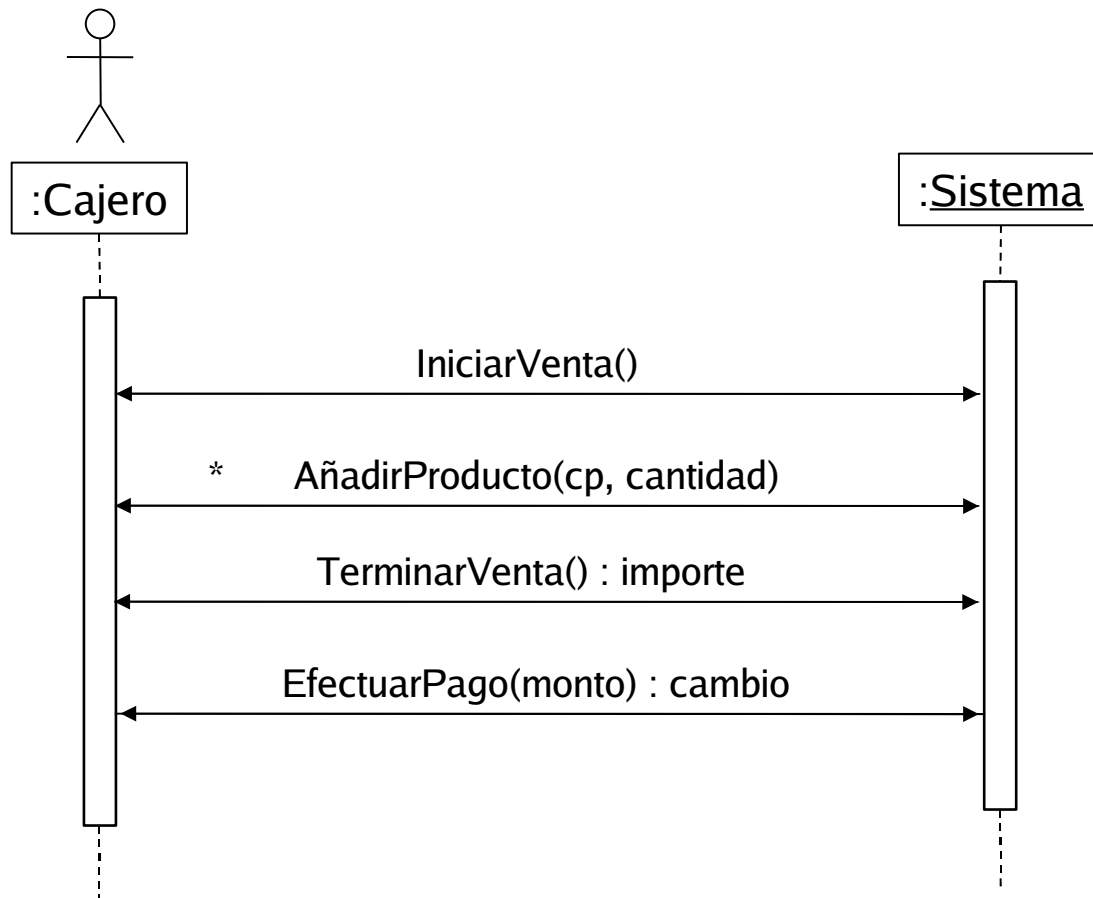 :Cajero
:Sistema
IniciarVenta()
* AñadirProducto(cp, cantidad)
TerminarVenta() : importe
EfectuarPago(monto) : cambio